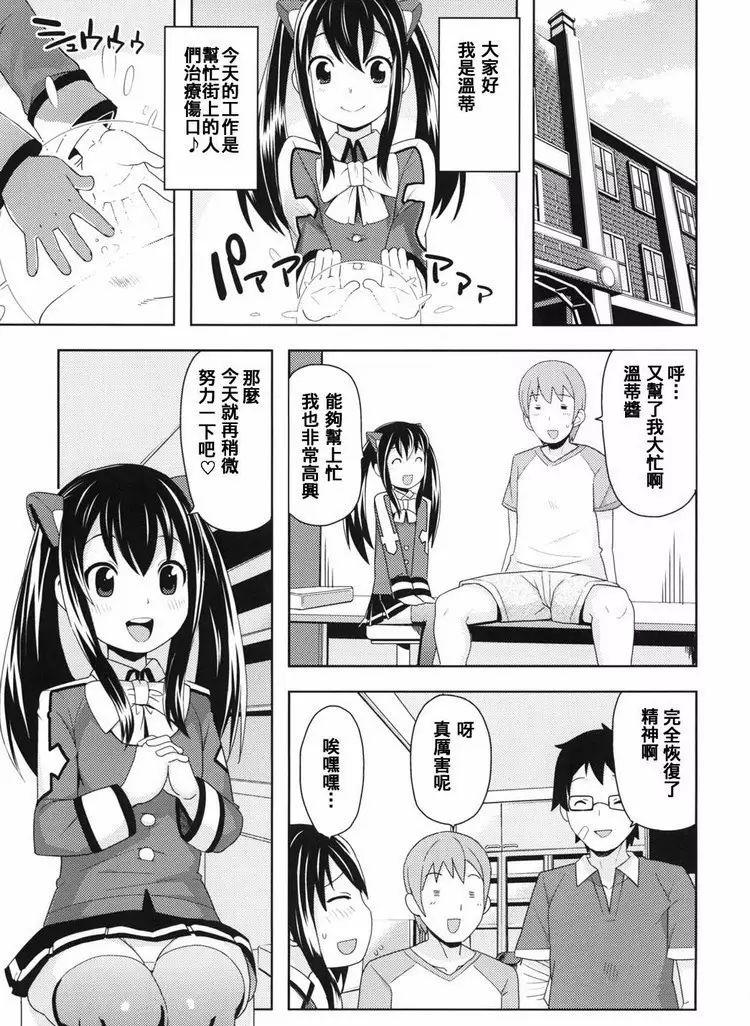 大家好
我是溫蒂
今天的工作是
幫忙街上的人
們治療傷口♪
パァァァ
アァァ
シュウゥゥ
呼…
又幫了我大忙啊
溫蒂醬
能夠幫上忙
我也非常高興
那麼
今天就再稍微
努力一下吧♡
完全恢復了
精神啊
呀
真厲害呢
唉嘿嘿…